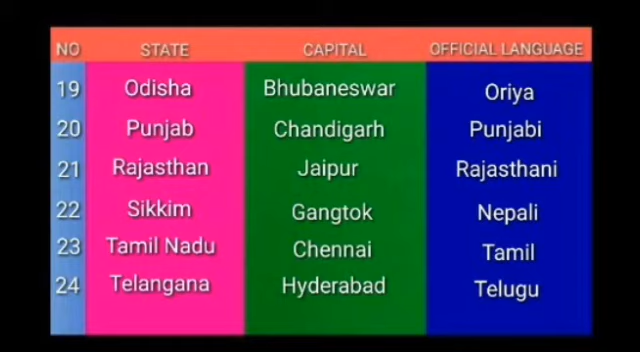 NO STATE CAPITAL OFFICIAL LANGUAGE
19 Odisha Bhubaneswar Oriya
20 Punjab Chandigarh Punjabi
21 Rajasthan Jaipur Rajasthani
22 Sikkim Gangtok Nepali
23 Tamil Nadu Chennai Tamil
24 Telangana Hyderabad Telugu